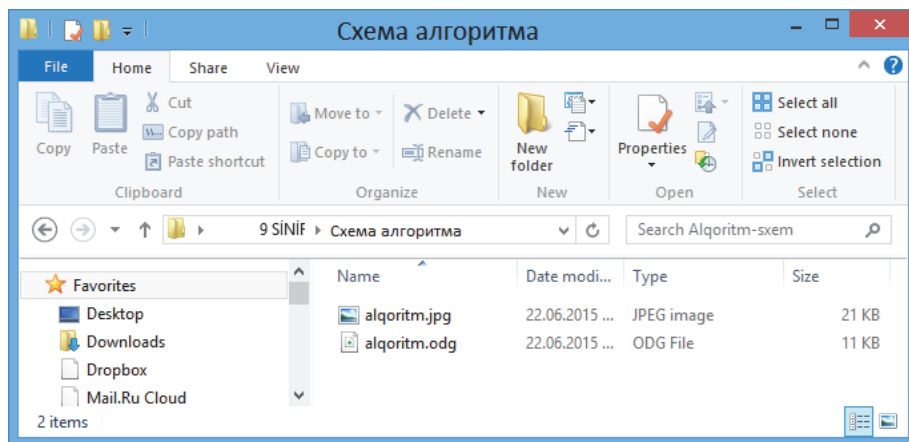 Схема алгоритма
File Home Share View
Copy
Paste
Cut
Copy path
Paste shortcut
Clipboard
Move to
Copy to
Delete
Rename
Organize
New folder
New
Properties
Open
Select all
Select none
Invert selection
Select
9 SİNİF Схема алгоритма
Search Alqoritm-sxem
Favorites
Desktop
Downloads
Dropbox
Mail.Ru Cloud
Name Date modi... Type Size
alqoritm.jpg 22.06.2015 ... JPEG image 21 KB
alqoritm.odg 22.06.2015 ... ODG File 11 KB
2 items